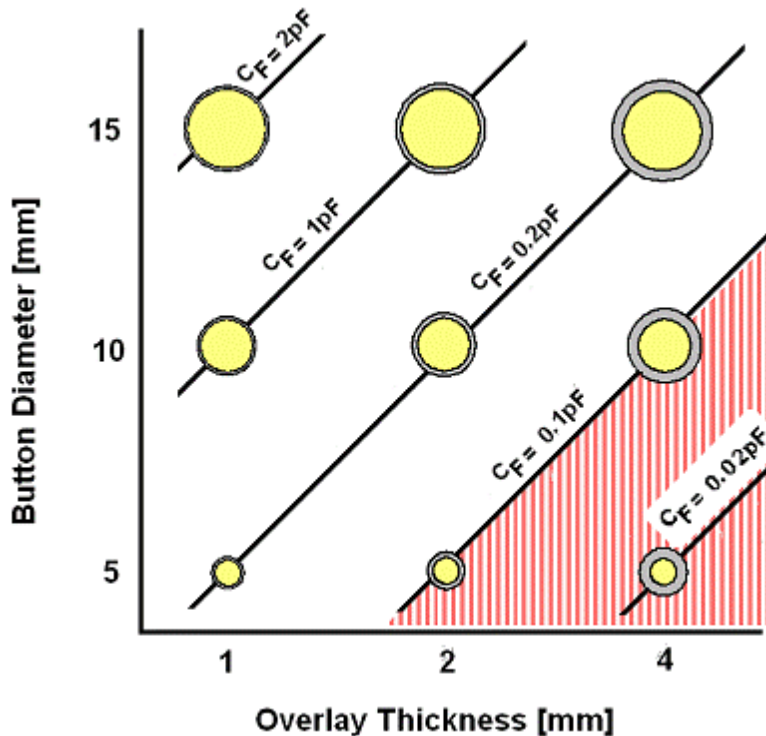 CF = 2pF
15
CF = 1pF
CF = 0.2pF
Button Diameter [mm]
10
CF = 0.1pF
CF = 0.02pF
5
1 2 4
Overlay Thickness [mm]